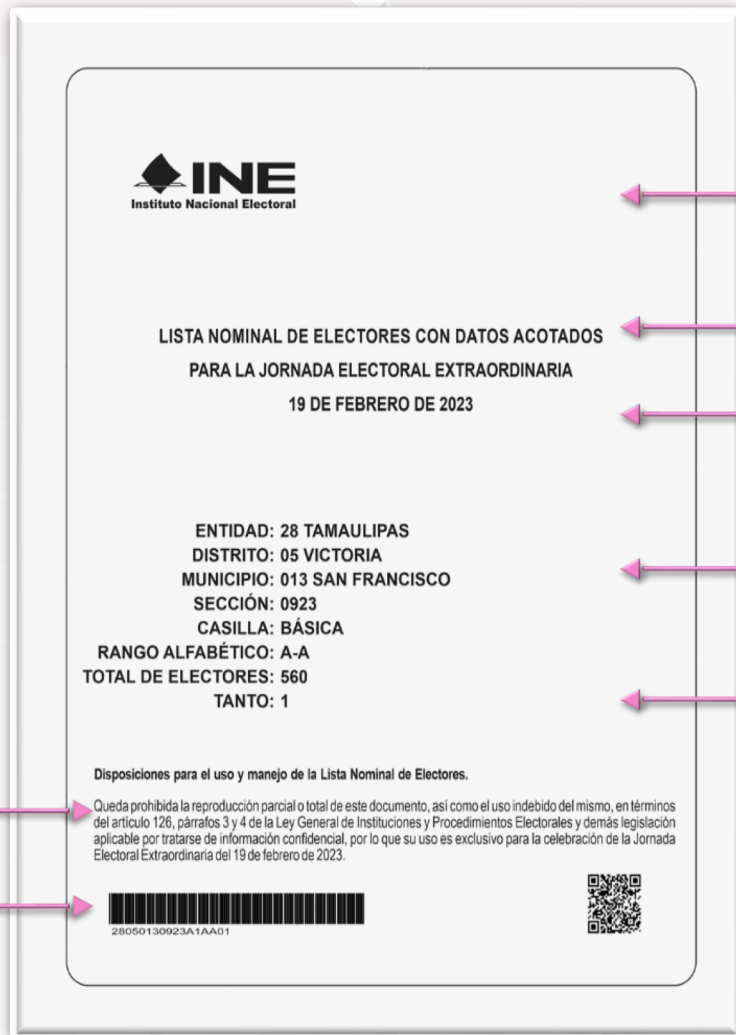 INE
Instituto Nacional Electoral
LISTA NOMINAL DE ELECTORES CON DATOS ACOTADOS
PARA LA JORNADA ELECTORAL EXTRAORDINARIA
19 DE FEBRERO DE 2023
ENTIDAD: 28 TAMAULIPAS
DISTRITO: 05 VICTORIA
MUNICIPIO: 013 SAN FRANCISCO
SECCIÓN: 0923
CASILLA: BÁSICA
RANGO ALFABÉTICO: A-A
TOTAL DE ELECTORES: 560
TANTO: 1
Disposiciones para el uso y manejo de la Lista Nominal de Electores.
Queda prohibida la reproducción parcial o total de este documento, así como el uso indebido del mismo, en términos
del artículo 126, párrafos 3 y 4 de la Ley General de Instituciones y Procedimientos Electorales y demás legislación
aplicable por tratarse de información confidencial, por lo que su uso es exclusivo para la celebración de la Jornada
Electoral Extraordinaria del 19 de febrero de 2023.
28050130923A1AA01